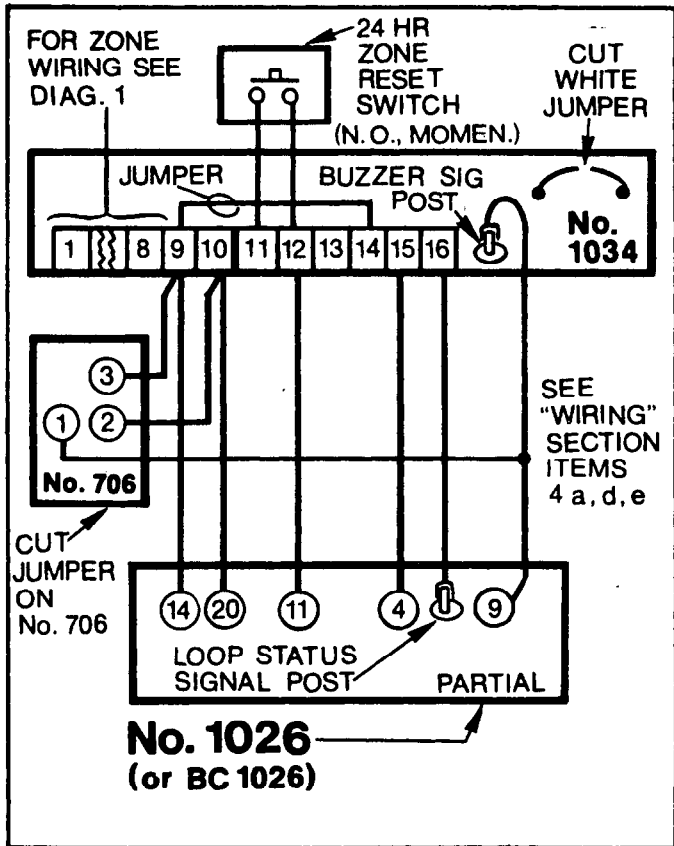 FOR ZONE
WIRING SEE
DIAG. 1
24 HR
ZONE
RESET
SWITCH
(N. O., MOMEN.)
CUT
WHITE
JUMPER
JUMPER
BUZZER SIG
POST
No.
1034
1 8 9 10 11 12 13 14 15 16
3
1 2
No. 706
SEE
"WIRING"
SECTION
ITEMS
4 a, d, e
CUT
JUMPER
ON
No. 706
14 20 11 4 9
LOOP STATUS
SIGNAL POST
PARTIAL
No. 1026
(or BC 1026)